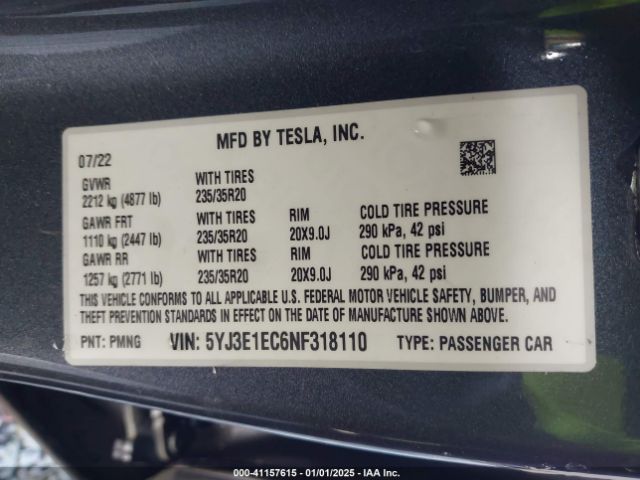 MFD BY TESLA, INC.
07/22
GVWR WITH TIRES
2212 kg (4877 lb) 235/35R20
GAWR FRT WITH TIRES RIM COLD TIRE PRESSURE
1110 kg (2447 lb) 235/35R20 20X9.0J 290 kPa, 42 psi
GAWR RR WITH TIRES RIM COLD TIRE PRESSURE
1257 kg (2771 lb) 235/35R20 20X9.0J 290 kPa, 42 psi
THIS VEHICLE CONFORMS TO ALL APPLICABLE U.S. FEDERAL MOTOR VEHICLE SAFETY, BUMPER, AND
THEFT PREVENTION STANDARDS IN EFFECT ON THE DATE OF MANUFACTURE SHOWN ABOVE.
PNT: PMNG VIN: 5YJ3E1EC6NF318110 TYPE: PASSENGER CAR
000-41157615 - 01/01/2025 - IAA Inc.